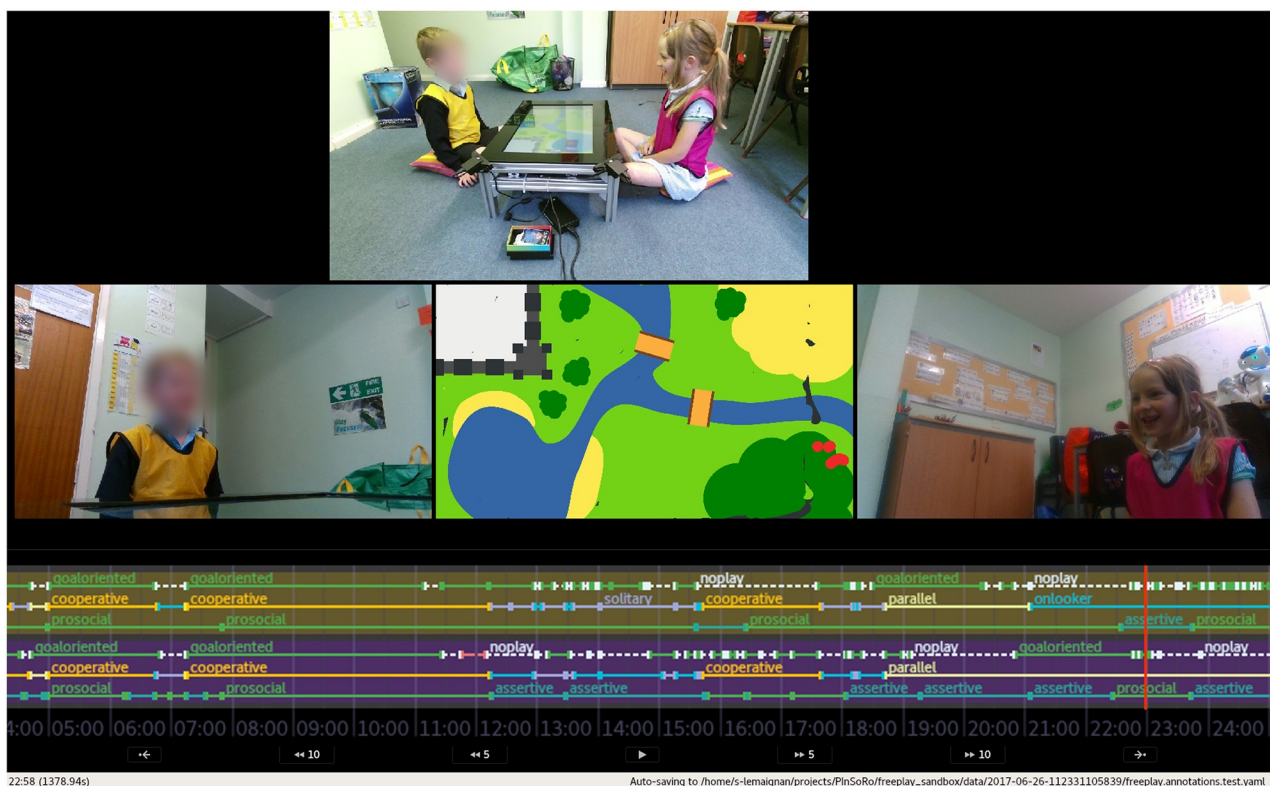 FIRE
EXIT
goaloriented goaloriented noplay goaloriented noplay
cooperative cooperative solitary cooperative parallel onlooker
prosocial prosocial prosocial assertive prosocial
goaloriented goaloriented noplay noplay goaloriented noplay
cooperative cooperative cooperative parallel
prosocial prosocial assertive assertive assertive assertive assertive prosocial assertive
4:00 05:00 06:00 07:00 08:00 09:00 10:00 11:00 12:00 13:00 14:00 15:00 16:00 17:00 18:00 19:00 20:00 21:00 22:00 23:00 24:00
10 5 5 10
22:58 (1378.94s) Auto-saving to /home/s-lemaignan/projects/PInSoRo/freeplay_sandbox/data/2017-06-26-112331105839/freeplay.annotations.test.yaml